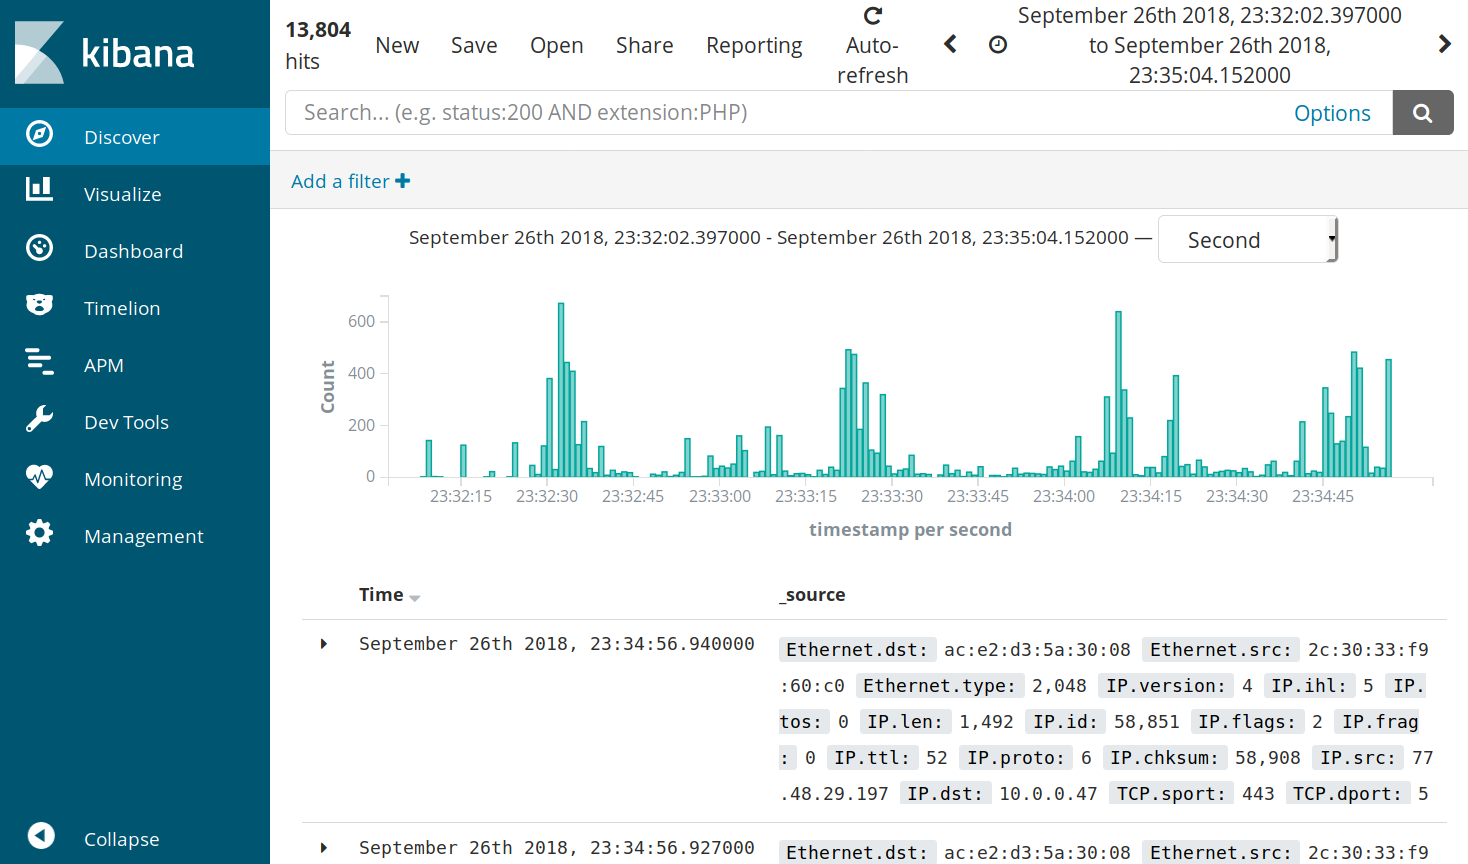 kibana
Discover
Visualize
Dashboard
Timelion
APM
Dev Tools
Monitoring
Management
Collapse
13,804
hits
New
Save
Open
Share
Reporting
Auto-
refresh
September 26th 2018, 23:32:02.397000
to September 26th 2018,
23:35:04.152000
Search... (e.g. status:200 AND extension:PHP)
Options
Add a filter
September 26th 2018, 23:32:02.397000 - September 26th 2018, 23:35:04.152000 —
Second
Count
600
400
200
0
23:32:15
23:32:30
23:32:45
23:33:00
23:33:15
23:33:30
23:33:45
23:34:00
23:34:15
23:34:30
23:34:45
timestamp per second
Time
_source
September 26th 2018, 23:34:56.940000
Ethernet.dst: ac:e2:d3:5a:30:08 Ethernet.src: 2c:30:33:f9
:60:c0 Ethernet.type: 2,048 IP.version: 4 IP.ihl: 5 IP.
tos: 0 IP.len: 1,492 IP.id: 58,851 IP.flags: 2 IP.frag
: 0 IP.ttl: 52 IP.proto: 6 IP.chksum: 58,908 IP.src: 77
.48.29.197 IP.dst: 10.0.0.47 TCP.sport: 443 TCP.dport: 5
September 26th 2018, 23:34:56.927000
Ethernet.dst: ac:e2:d3:5a:30:08 Ethernet.src: 2c:30:33:f9